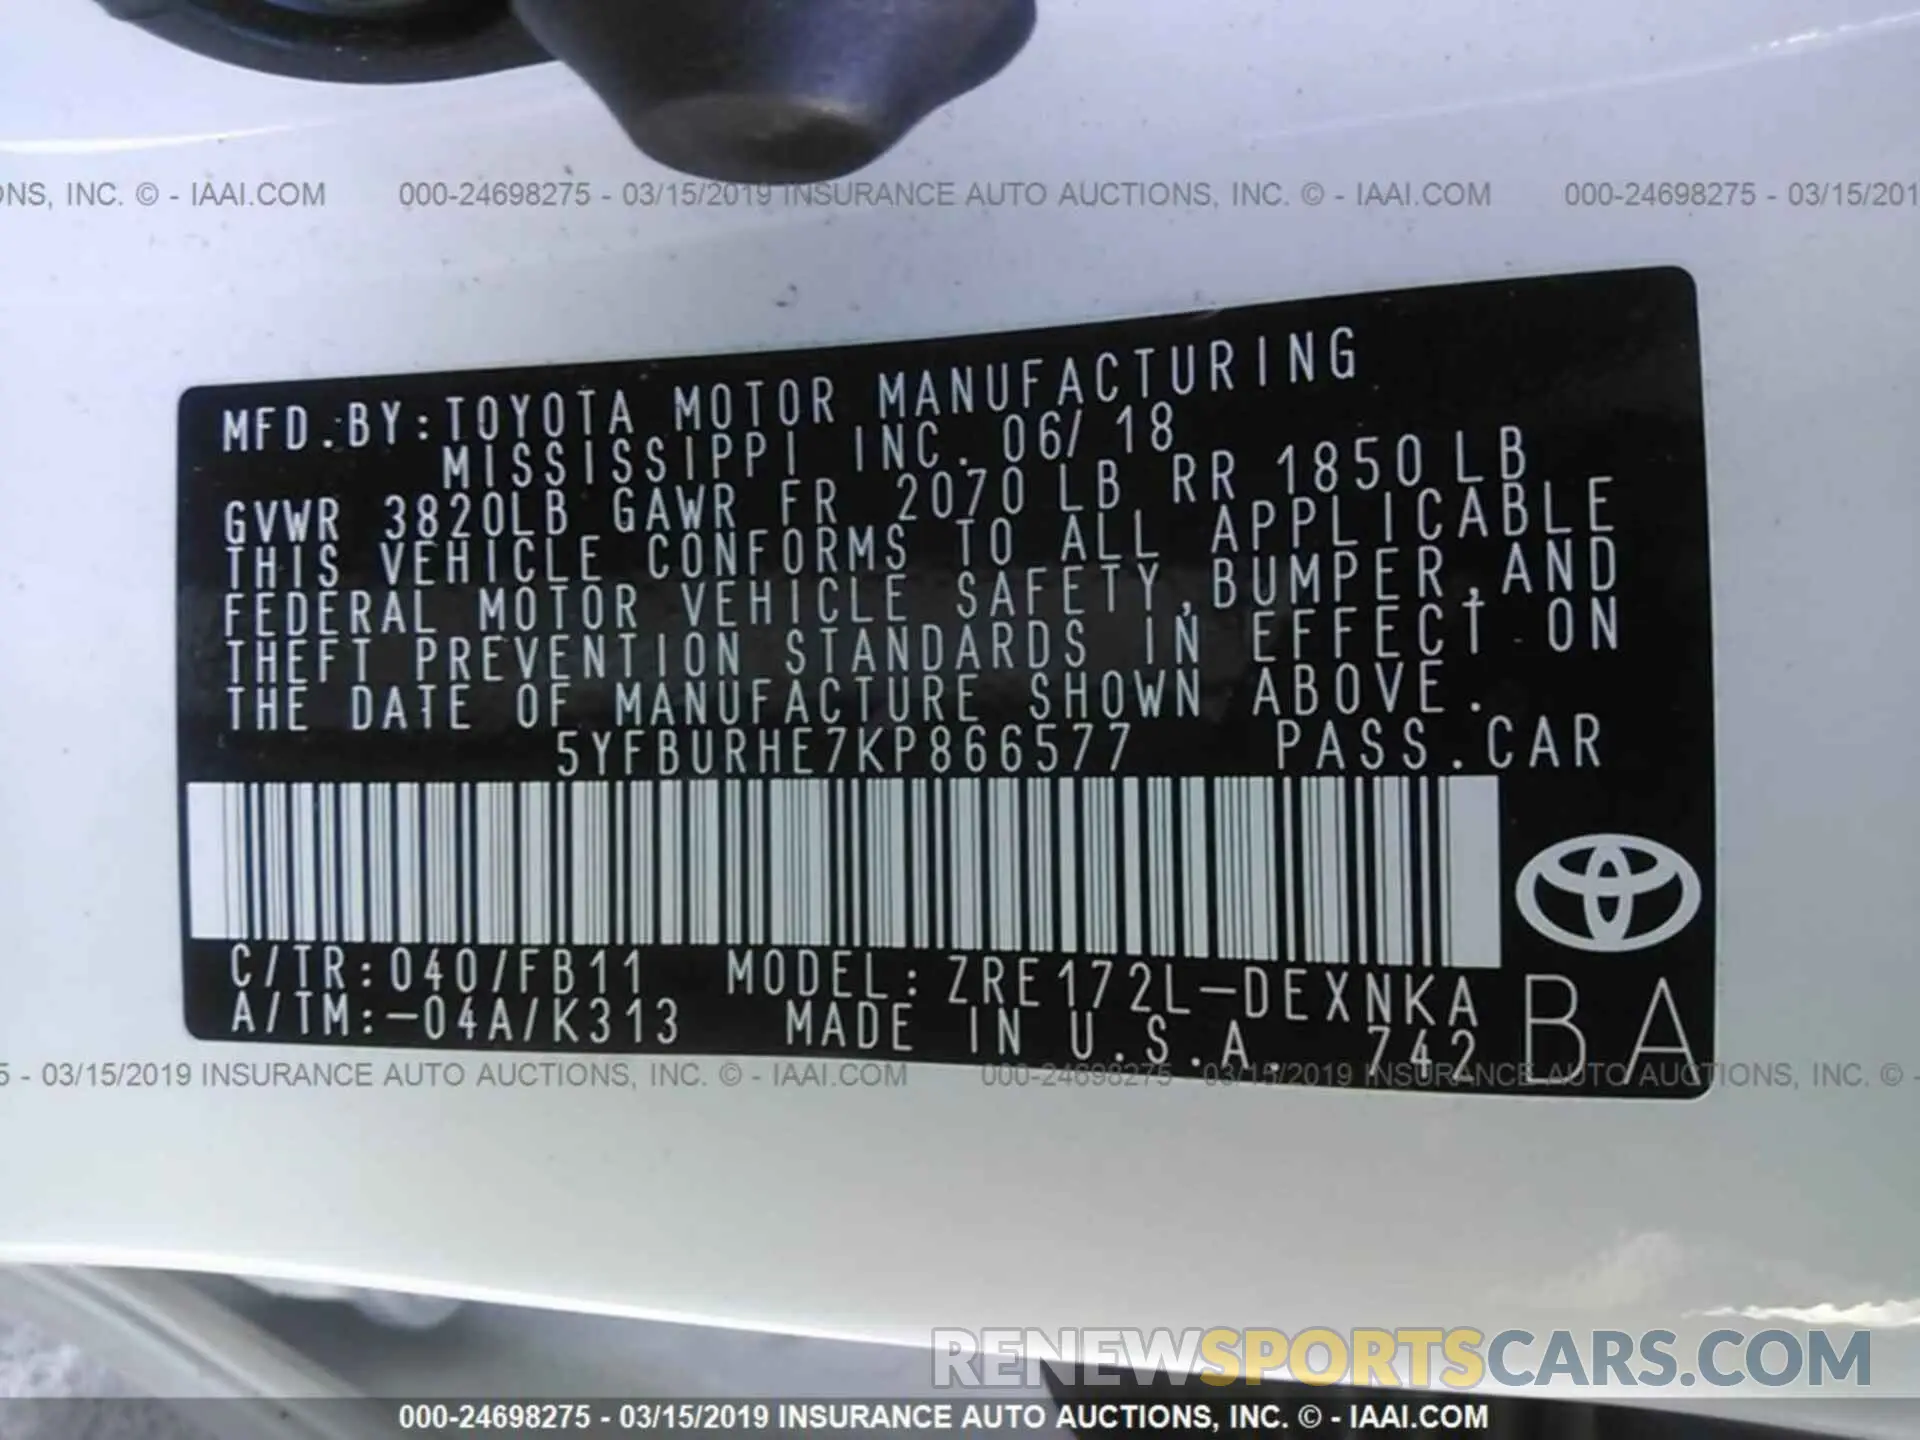 ONS, INC. © - IAAI.COM 000-24698275 - 03/15/2019 INSURANCE AUTO AUCTIONS, INC. © - IAAI.COM 000-24698275 - 03/15/201
MFD.BY:TOYOTA MOTOR MANUFACTURING
MISSISSIPPI INC. 06/18
GVWR 3820LB GAWR FR 2070LB RR 1850LB
THIS VEHICLE CONFORMS TO ALL APPLICABLE
FEDERAL MOTOR VEHICLE SAFETY,BUMPER,AND
THEFT PREVENTION STANDARDS IN EFFECT ON
THE DATE OF MANUFACTURE SHOWN ABOVE.
5YFBURHE7KP866577 PASS.CAR
C/TR:040/FB11 MODEL:ZRE172L-DEXNKA
A/TM:-04A/K313 MADE IN U.S.A. 742
BA
5 - 03/15/2019 INSURANCE AUTO AUCTIONS, INC. © - IAAI.COM 000-24698275 - 03/15/2019 INSURANCE AUTO AUCTIONS, INC. © -
RENEWSPORTSCARS.COM
000-24698275 - 03/15/2019 INSURANCE AUTO AUCTIONS, INC. © - IAAI.COM